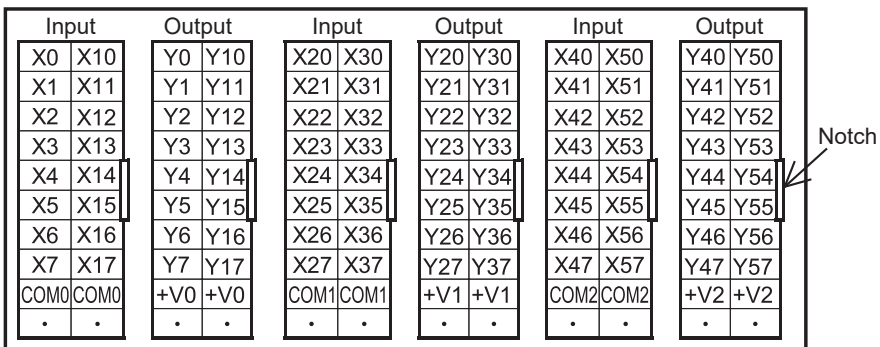 Input Output Input Output Input Output
X0 X10 Y0 Y10 X20 X30 Y20 Y30 X40 X50 Y40 Y50
X1 X11 Y1 Y11 X21 X31 Y21 Y31 X41 X51 Y41 Y51
X2 X12 Y2 Y12 X22 X32 Y22 Y32 X42 X52 Y42 Y52
X3 X13 Y3 Y13 X23 X33 Y23 Y33 X43 X53 Y43 Y53
Notch
X4 X14 Y4 Y14 X24 X34 Y24 Y34 X44 X54 Y44 Y54
X5 X15 Y5 Y15 X25 X35 Y25 Y35 X45 X55 Y45 Y55
X6 X16 Y6 Y16 X26 X36 Y26 Y36 X46 X56 Y46 Y56
X7 X17 Y7 Y17 X27 X37 Y27 Y37 X47 X57 Y47 Y57
COM0 COM0 +V0 +V0 COM1 COM1 +V1 +V1 COM2 COM2 +V2 +V2
· · · · · · · · · · · ·